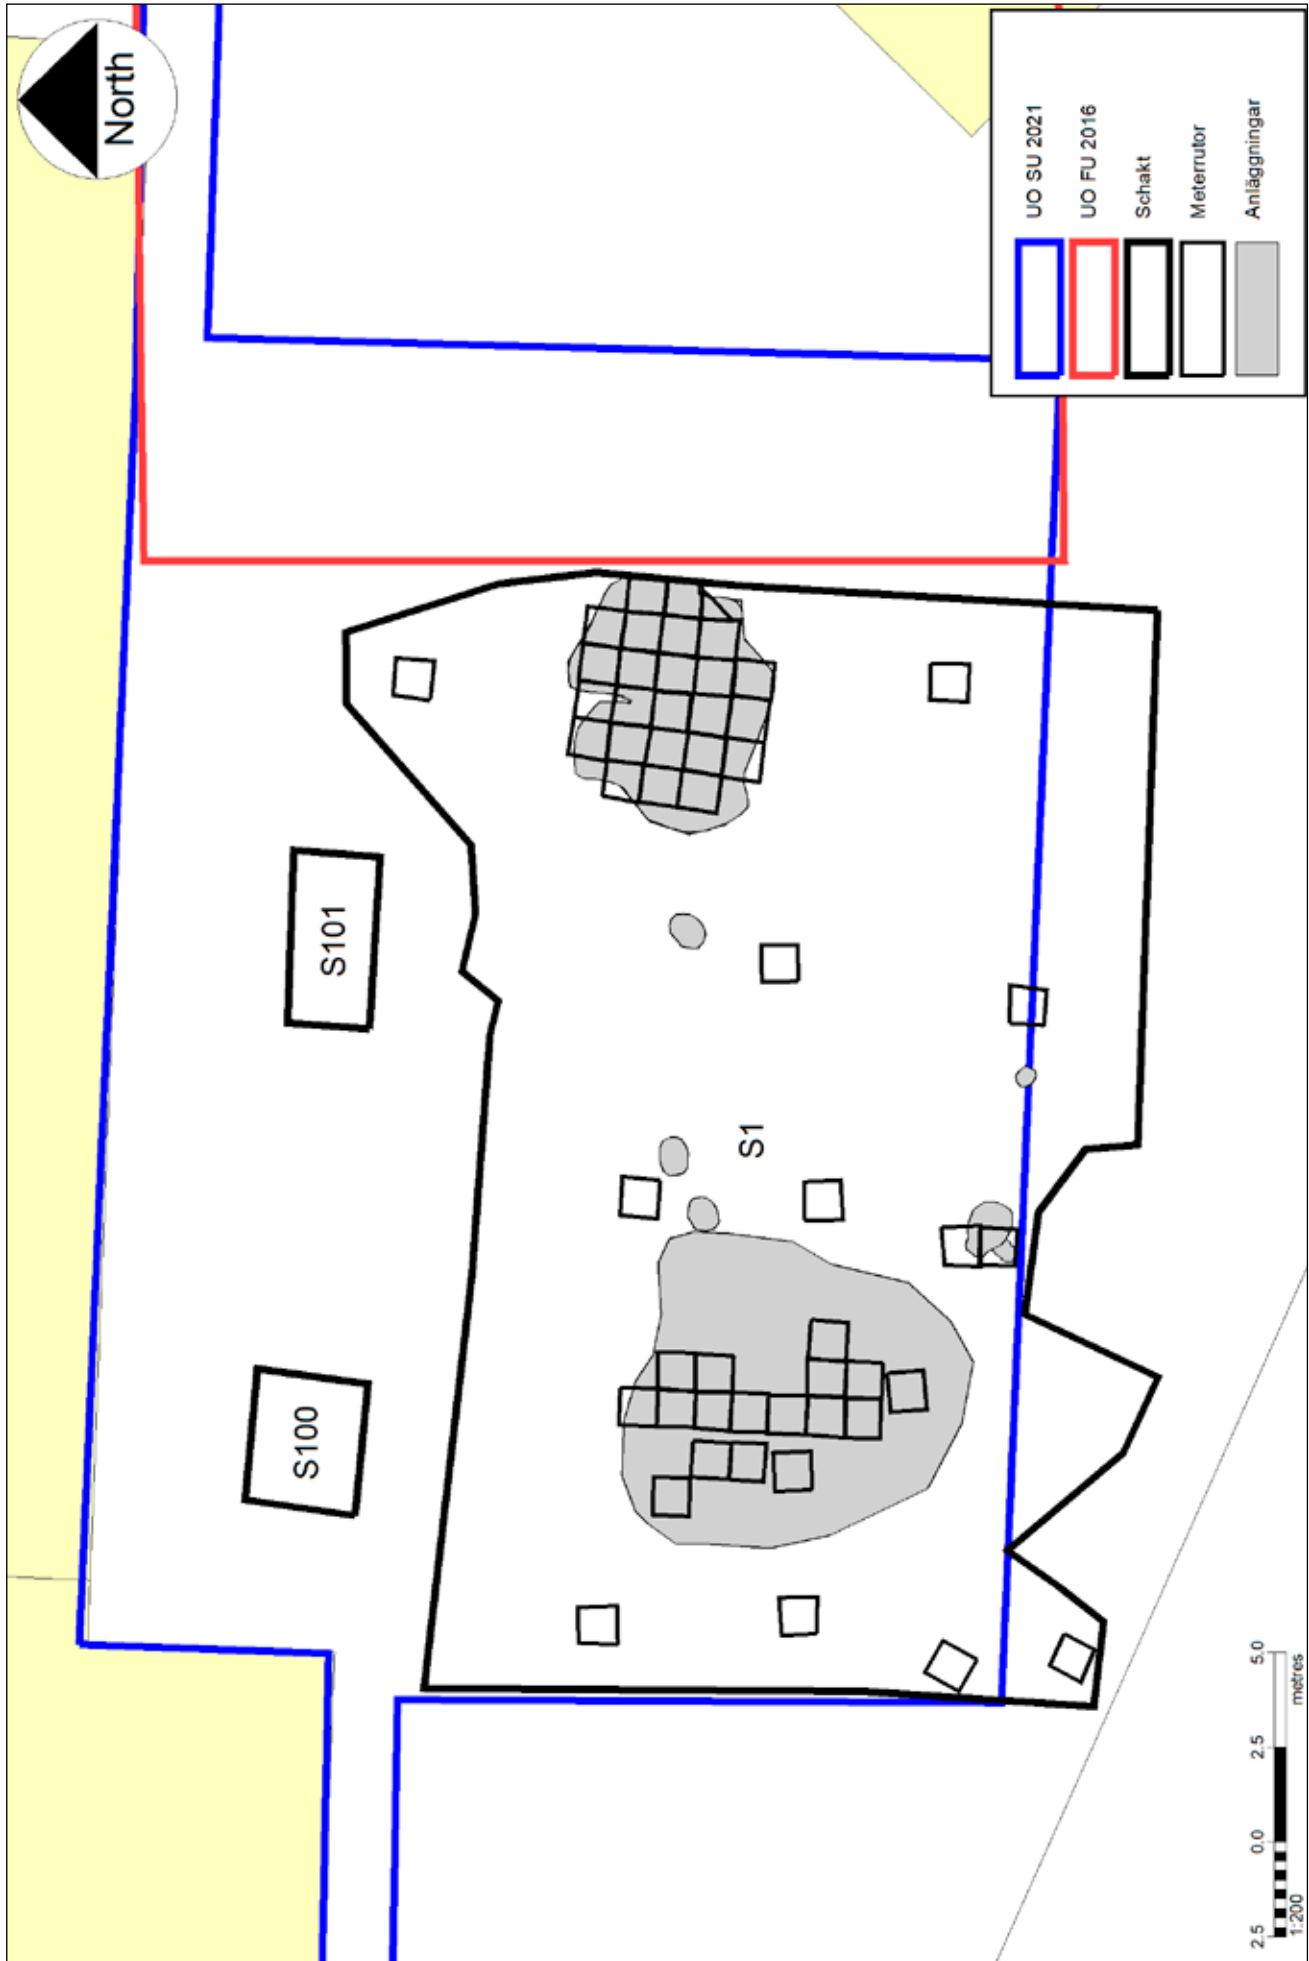 North
UO SU 2021
UO FU 2016
Schakt
Meterrutor
Anläggningar
S101
S1
S100
2.5 0.0 2.5 5.0
1:200 metres